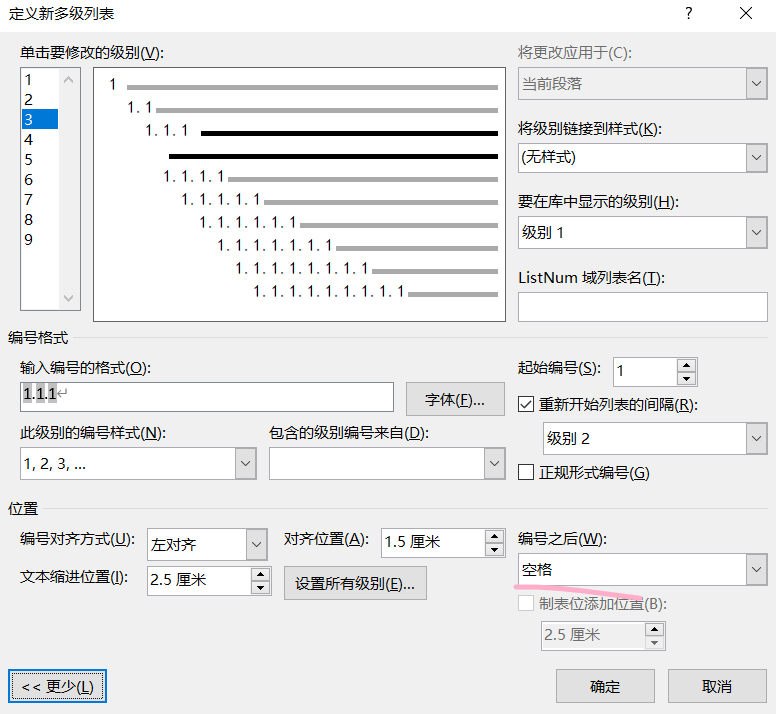 定义新多级列表
单击要修改的级别(V):
1
2
3
4
5
6
7
8
9
1
1.1
1.1.1
1.1.1.1
1.1.1.1.1
1.1.1.1.1.1
1.1.1.1.1.1.1
1.1.1.1.1.1.1.1
1.1.1.1.1.1.1.1.1
将更改应用于(C):
当前段落
将级别链接到样式(K):
(无样式)
要在库中显示的级别(H):
级别 1
ListNum 域列表名(T):
编号格式
输入编号的格式(O):
1.1.1↵
字体(F)...
起始编号(S):
1
重新开始列表的间隔(R):
级别 2
此级别的编号样式(N):
1, 2, 3, ...
包含的级别编号来自(D):
正规形式编号(G)
位置
编号对齐方式(U):
左对齐
对齐位置(A):
1.5 厘米
文本缩进位置(I):
2.5 厘米
设置所有级别(E)...
编号之后(W):
空格
制表位添加位置(B):
2.5 厘米
<< 更少(L)
确定
取消